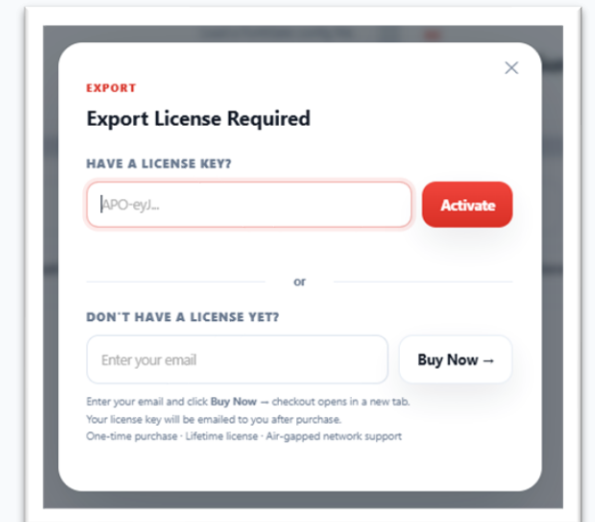 EXPORT
Export License Required
HAVE A LICENSE KEY?
APO-eyJ...
Activate
or
DON'T HAVE A LICENSE YET?
Enter your email
Buy Now →
Enter your email and click Buy Now — checkout opens in a new tab.
Your license key will be emailed to you after purchase.
One-time purchase · Lifetime license · Air-gapped network support